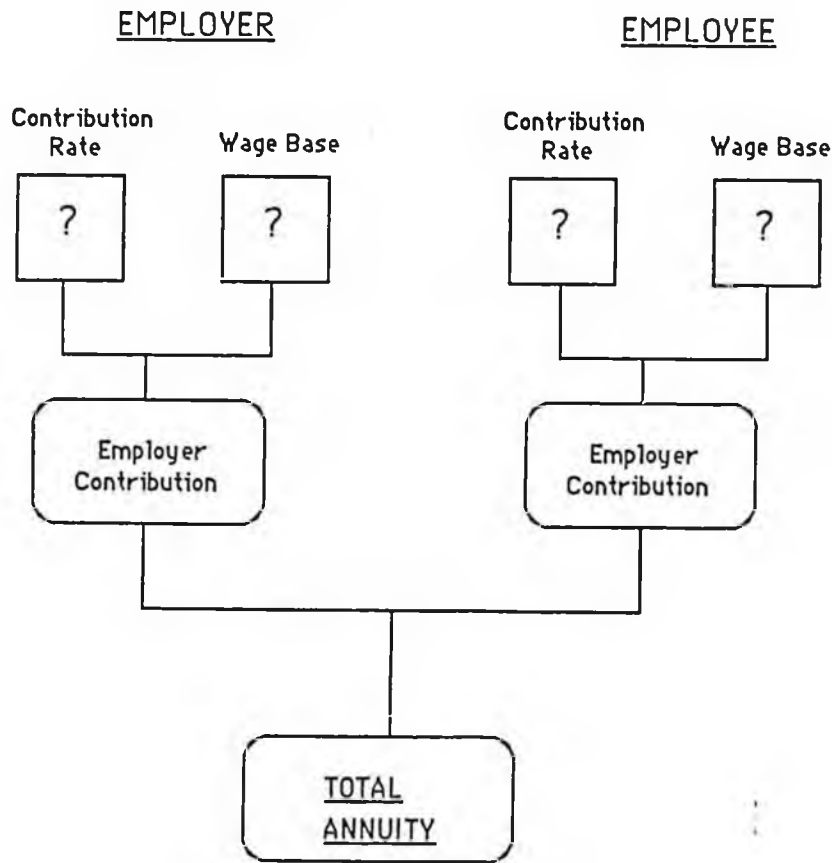 EMPLOYER
EMPLOYEE
Contribution
Rate
Wage Base
Contribution
Rate
Wage Base
?
?
?
?
Employer
Contribution
Employer
Contribution
TOTAL
ANNUITY